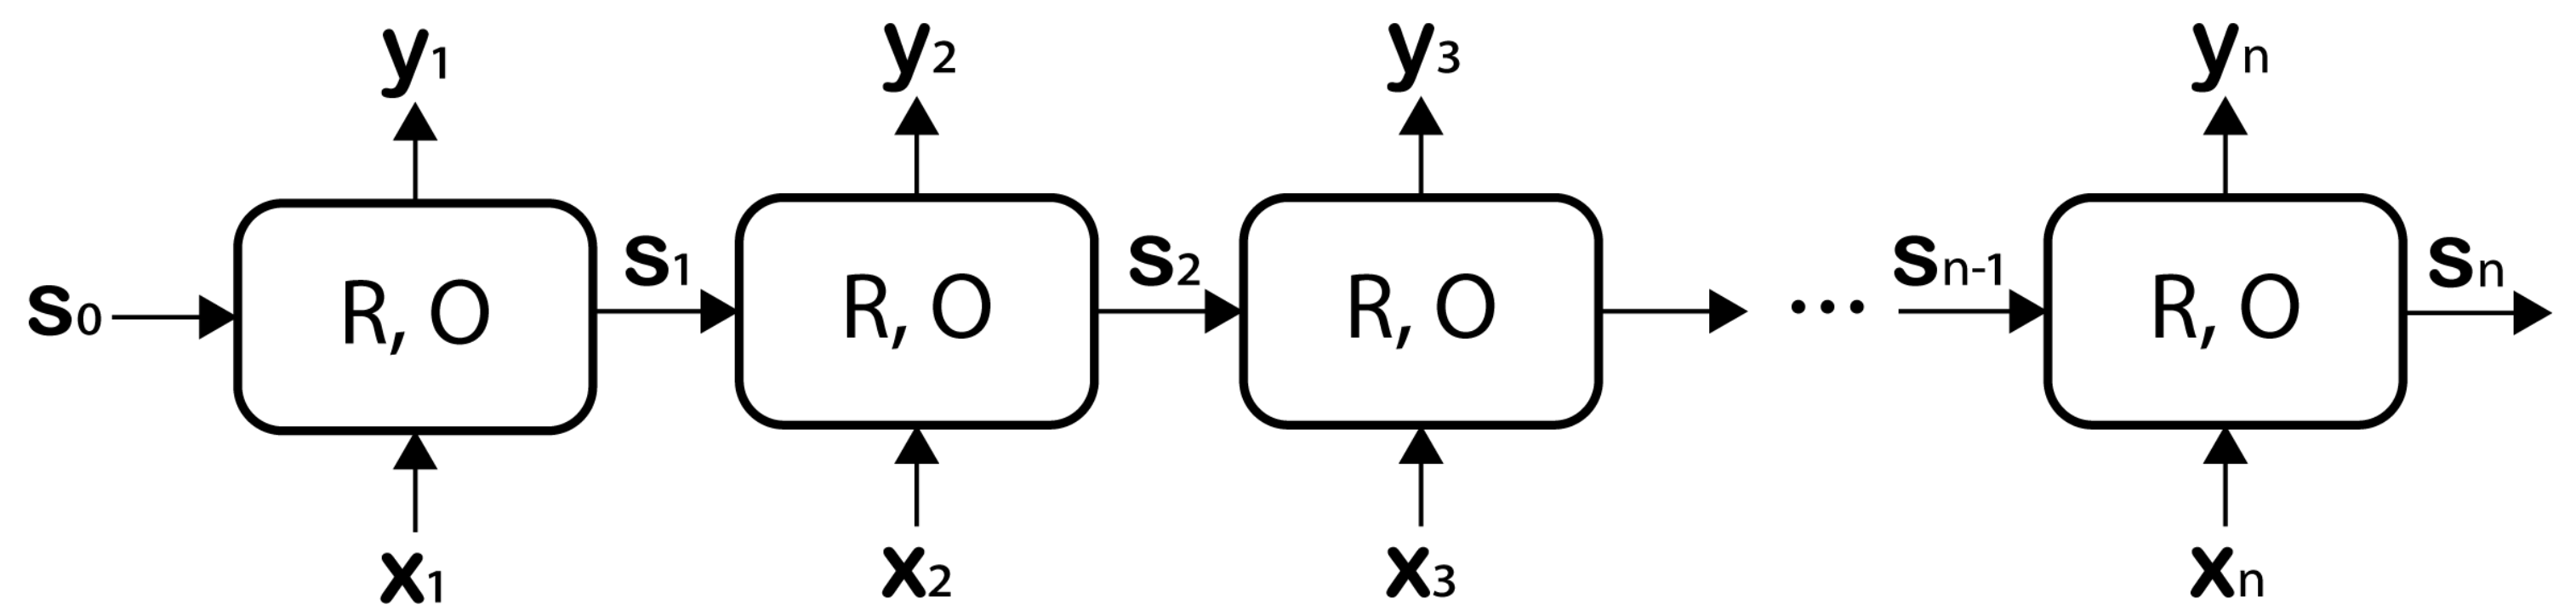 y1 y2 y3 yn
s0 R, O s1 R, O s2 R, O ... sn-1 R, O sn
x1 x2 x3 xn